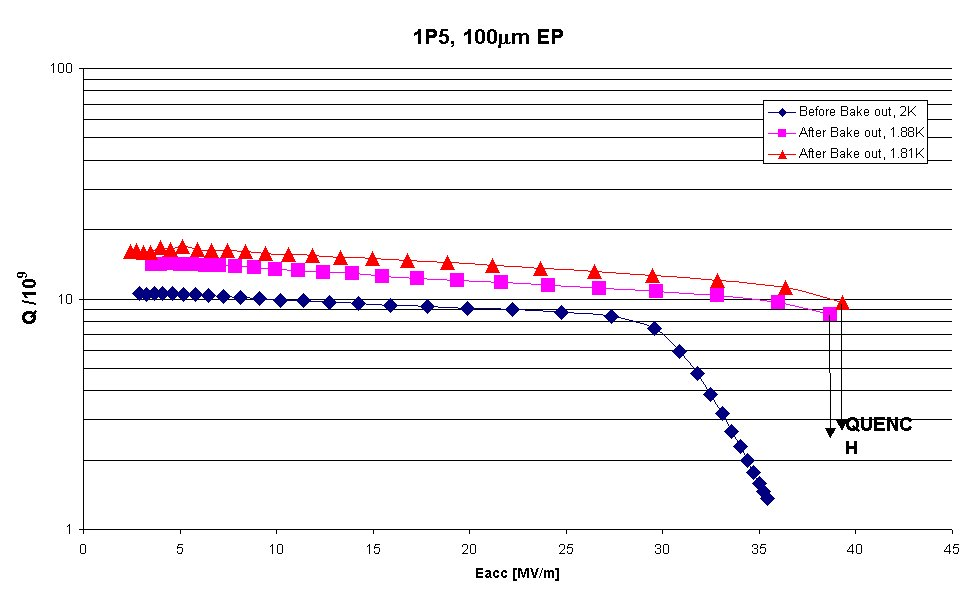 1P5, 100μm EP
100
Before Bake out, 2K
After Bake out, 1.88K
After Bake out, 1.81K
Q /10⁹
10
QUENC
H
1
0 5 10 15 20 25 30 35 40 45
Eacc [MV/m]